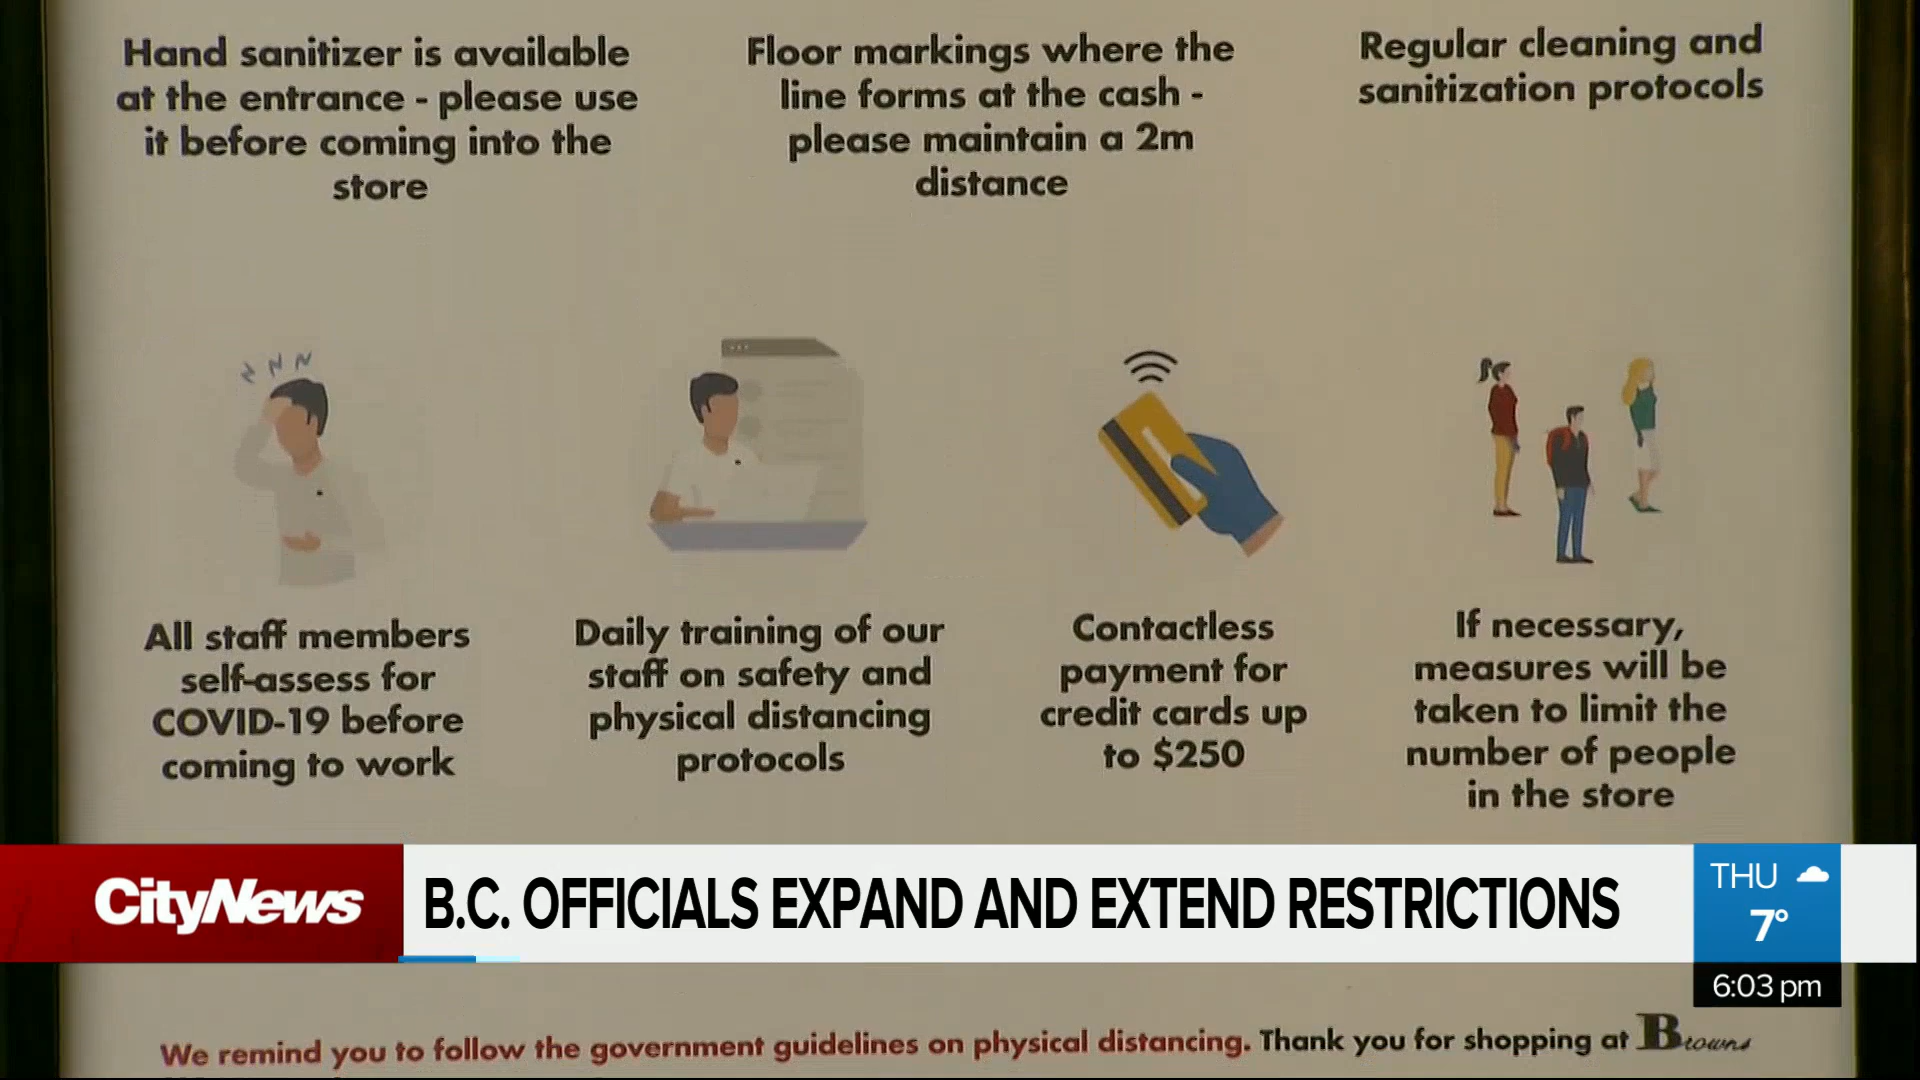 Hand sanitizer is available
at the entrance - please use
it before coming into the
store
Floor markings where the
line forms at the cash -
please maintain a 2m
distance
Regular cleaning and
sanitization protocols
All staff members
self-assess for
COVID-19 before
coming to work
Daily training of our
staff on safety and
physical distancing
protocols
Contactless
payment for
credit cards up
to $250
If necessary,
measures will be
taken to limit the
number of people
in the store
CityNews
B.C. OFFICIALS EXPAND AND EXTEND RESTRICTIONS
THU
7°
6:03 pm
We remind you to follow the government guidelines on physical distancing. Thank you for shopping at Browns